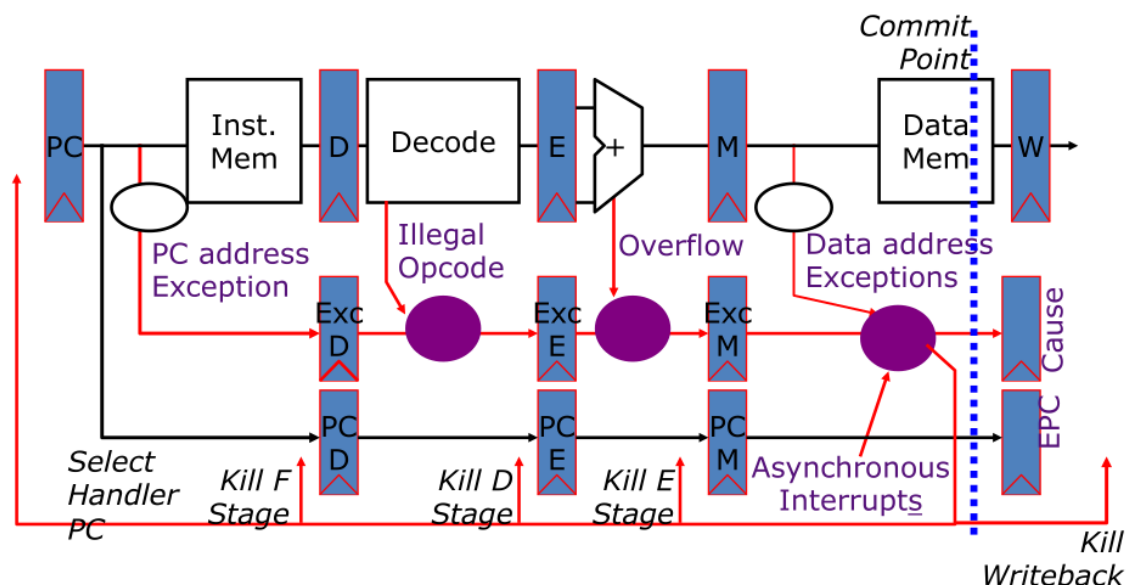 Commit
Point
PC
Inst.
Mem
D
Decode
E
+
M
Data
Mem
W
PC address
Exception
Illegal
Opcode
Overflow
Data address
Exceptions
Exc
D
Exc
E
Exc
M
Cause
PC
D
PC
E
PC
M
EPC
Select
Handler
PC
Kill F
Stage
Kill D
Stage
Kill E
Stage
Asynchronous
Interrupts
Kill
Writeback